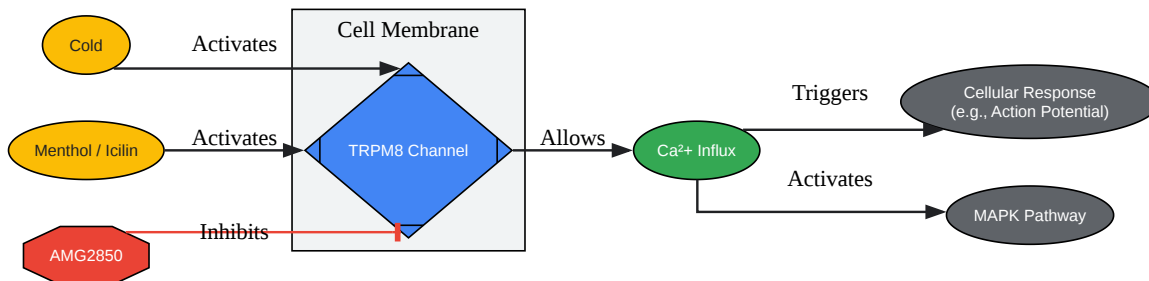 Cell Membrane
Cold
Activates
Menthol / Icilin
Activates
TRPM8 Channel
Allows
Ca²+ Influx
Triggers
Cellular Response
(e.g., Action Potential)
Activates
MAPK Pathway
AMG2850
Inhibits